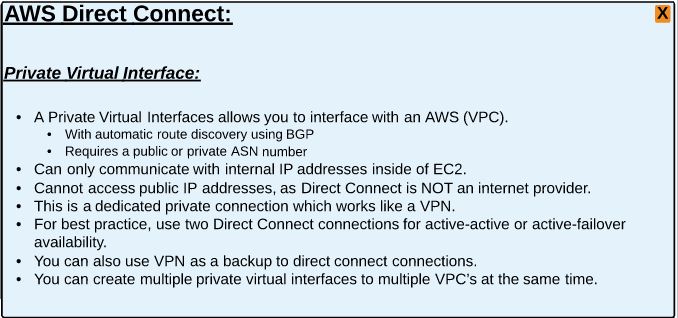 AWS Direct Connect:
X
Private Virtual Interface:
• A Private Virtual Interfaces allows you to interface with an AWS (VPC).
• With automatic route discovery using BGP
• Requires a public or private ASN number
• Can only communicate with internal IP addresses inside of EC2.
• Cannot access public IP addresses, as Direct Connect is NOT an internet provider.
• This is a dedicated private connection which works like a VPN.
• For best practice, use two Direct Connect connections for active-active or active-failover
availability.
• You can also use VPN as a backup to direct connect connections.
• You can create multiple private virtual interfaces to multiple VPC's at the same time.